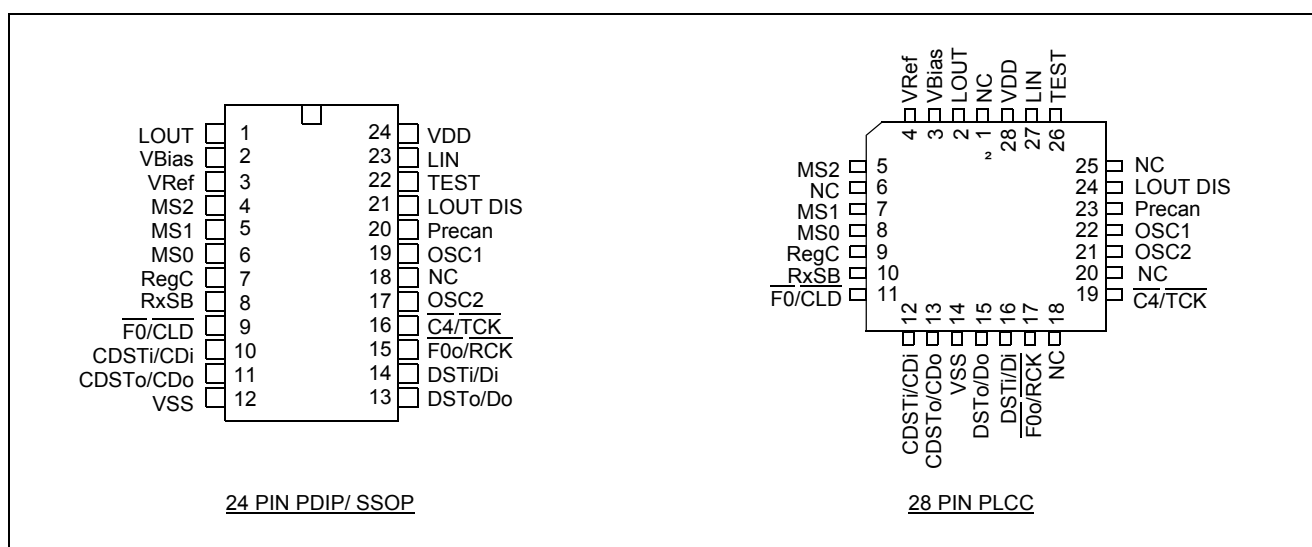 LOUT 1 24 VDD
VBias 2 23 LIN
VRef 3 22 TEST
MS2 4 21 LOUT DIS
MS1 5 20 Precan
MS0 6 19 OSC1
RegC 7 18 NC
RxSB 8 17 OSC2
F0/CLD 9 16 C4/TCK
CDSTi/CDi 10 15 F0o/RCK
CDSTo/CDo 11 14 DSTi/Di
VSS 12 13 DSTo/Do
24 PIN PDIP/ SSOP
VRef VBias LOUT NC VDD LIN TEST
4 3 2 1 28 27 26
2
MS2 5 25 NC
NC 6 24 LOUT DIS
MS1 7 23 Precan
MS0 8 22 OSC1
RegC 9 21 OSC2
RxSB 10 20 NC
F0/CLD 11 19 C4/TCK
12 13 14 15 16 17 18
CDSTi/CDi CDSTo/CDo VSS DSTo/Do DSTi/Di F0o/RCK NC
28 PIN PLCC